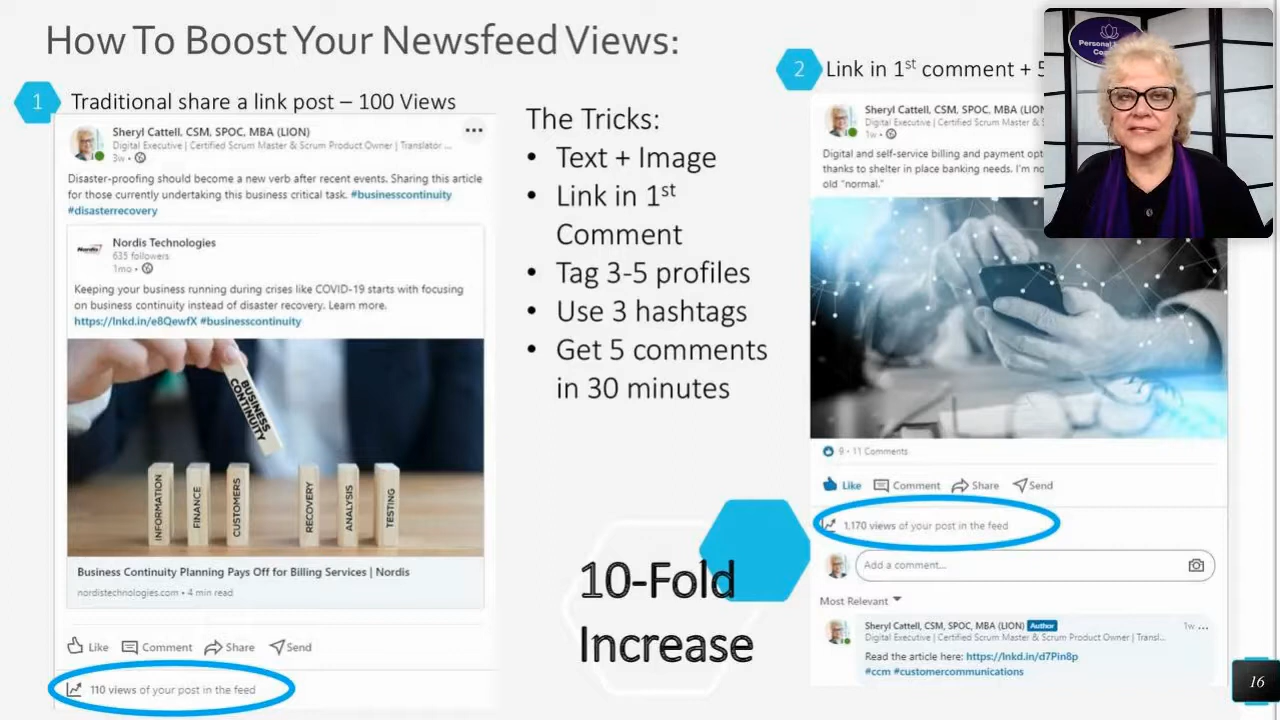 How To Boost Your Newsfeed Views:
1 Traditional share a link post – 100 Views
Sheryl Cattell, CSM, SPOC, MBA (LION)
Digital Executive | Certified Scrum Master & Scrum Product Owner | Translator ...
3w •
Disaster-proofing should become a new verb after recent events. Sharing this article
for those currently undertaking this business critical task. #businesscontinuity
#disasterrecovery
Nordis
Nordis Technologies
635 followers
1mo •
Keeping your business running during crises like COVID-19 starts with focusing
on business continuity instead of disaster recovery. Learn more.
https://lnkd.in/e8QewfX #businesscontinuity
BUSINESS
CONTINUITY
INFORMATION
FINANCE
CUSTOMERS
RECOVERY
ANALYSIS
TESTING
Business Continuity Planning Pays Off for Billing Services | Nordis
nordistechnologies.com • 4 min read
Like Comment Share Send
110 views of your post in the feed
The Tricks:
• Text + Image
• Link in 1st
Comment
• Tag 3-5 profiles
• Use 3 hashtags
• Get 5 comments
in 30 minutes
10-Fold
Increase
2 Link in 1st comment + 5
Sheryl Cattell, CSM, SPOC, MBA (LION
Digital Executive | Certified Scrum Master & S
1w •
Digital and self-service billing and payment opt
thanks to shelter in place banking needs. I'm no
old "normal."
9 · 11 Comments
Like Comment Share Send
1,170 views of your post in the feed
Add a comment...
Most Relevant
Sheryl Cattell, CSM, SPOC, MBA (LION) Author 1w ...
Digital Executive | Certified Scrum Master & Scrum Product Owner | Transl...
Read the article here: https://lnkd.in/d7Pin8p
#ccm #customercommunications
Personal
16